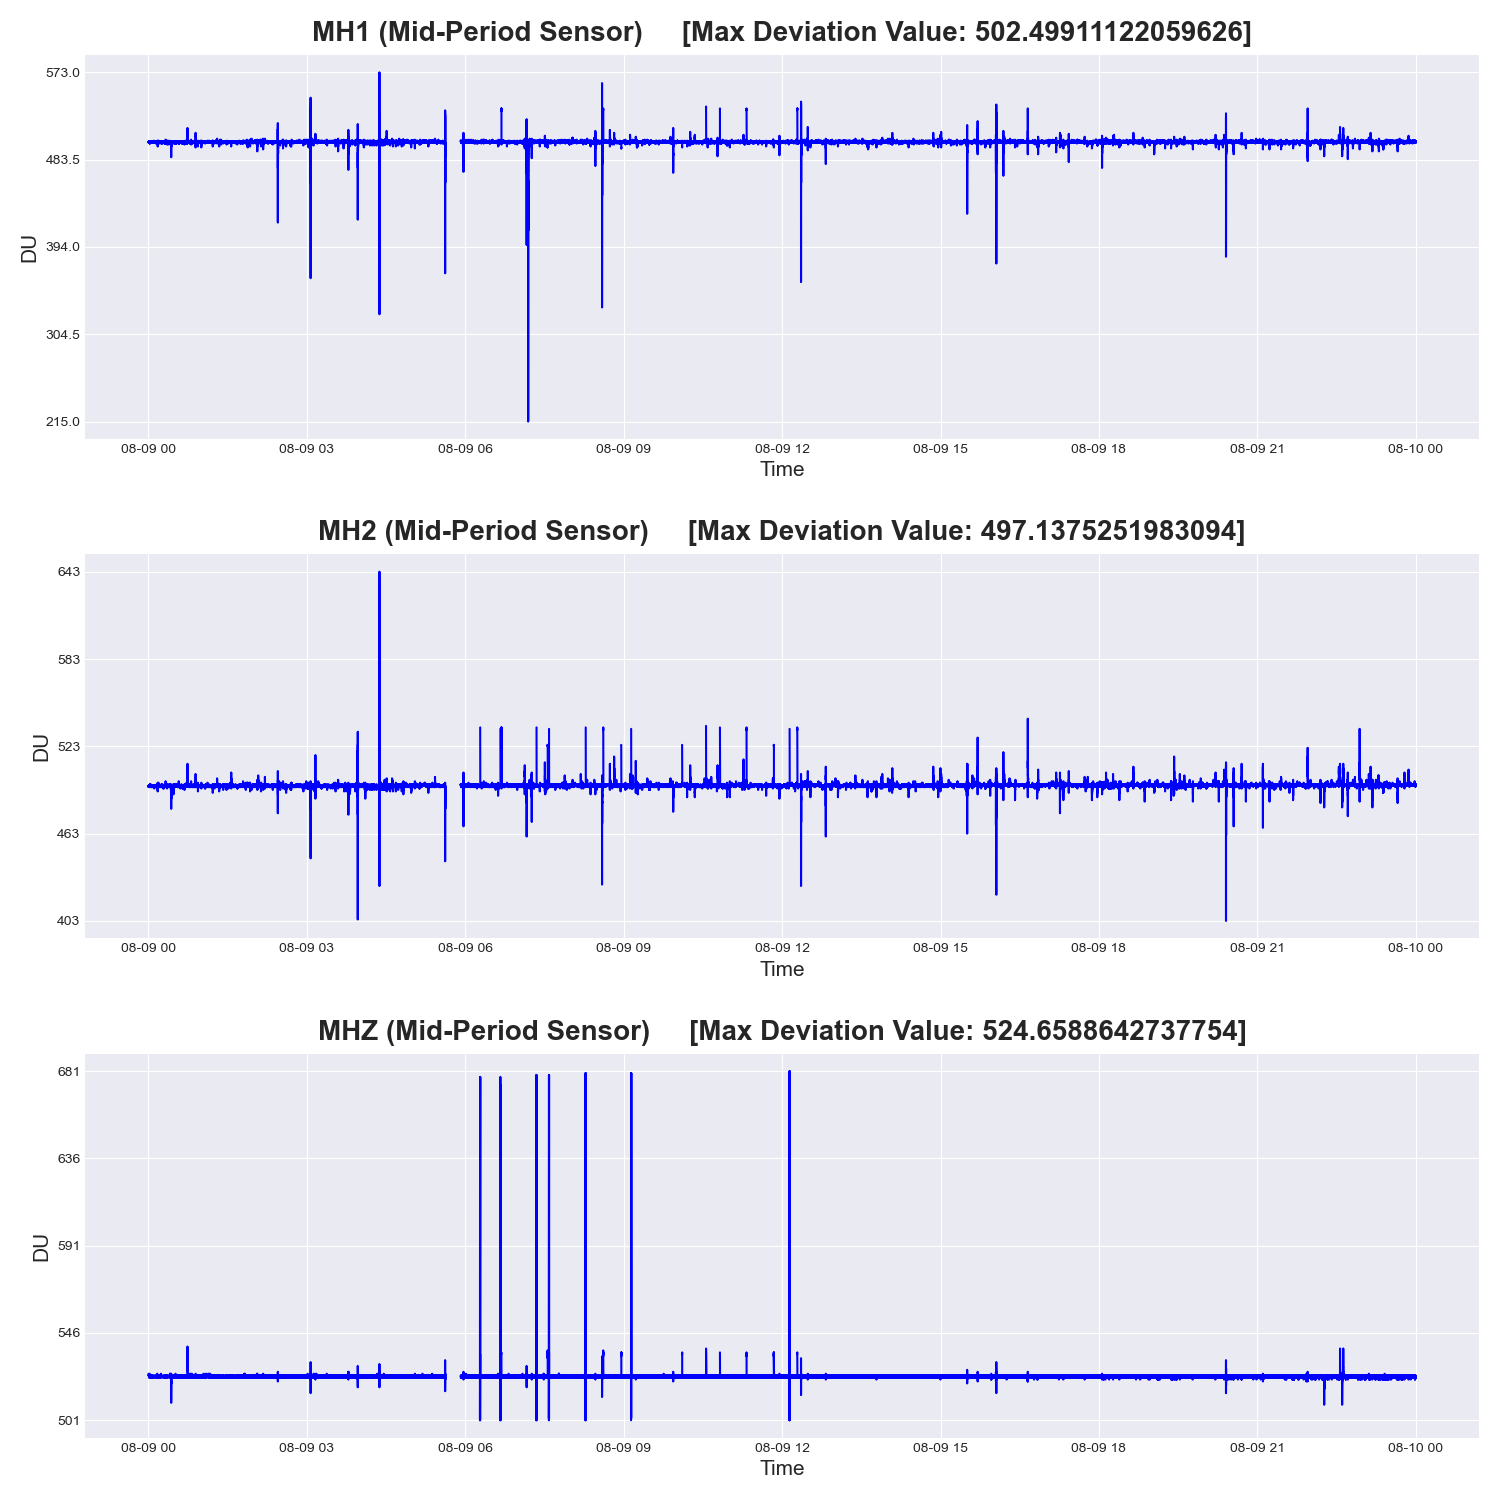 MH1 (Mid-Period Sensor)     [Max Deviation Value: 502.49911122059626]
573.0
483.5
394.0
304.5
215.0
DU
08-09 00 08-09 03 08-09 06 08-09 09 08-09 12 08-09 15 08-09 18 08-09 21 08-10 00
Time
MH2 (Mid-Period Sensor)     [Max Deviation Value: 497.1375251983094]
643
583
523
463
403
DU
08-09 00 08-09 03 08-09 06 08-09 09 08-09 12 08-09 15 08-09 18 08-09 21 08-10 00
Time
MHZ (Mid-Period Sensor)     [Max Deviation Value: 524.6588642737754]
681
636
591
546
501
DU
08-09 00 08-09 03 08-09 06 08-09 09 08-09 12 08-09 15 08-09 18 08-09 21 08-10 00
Time